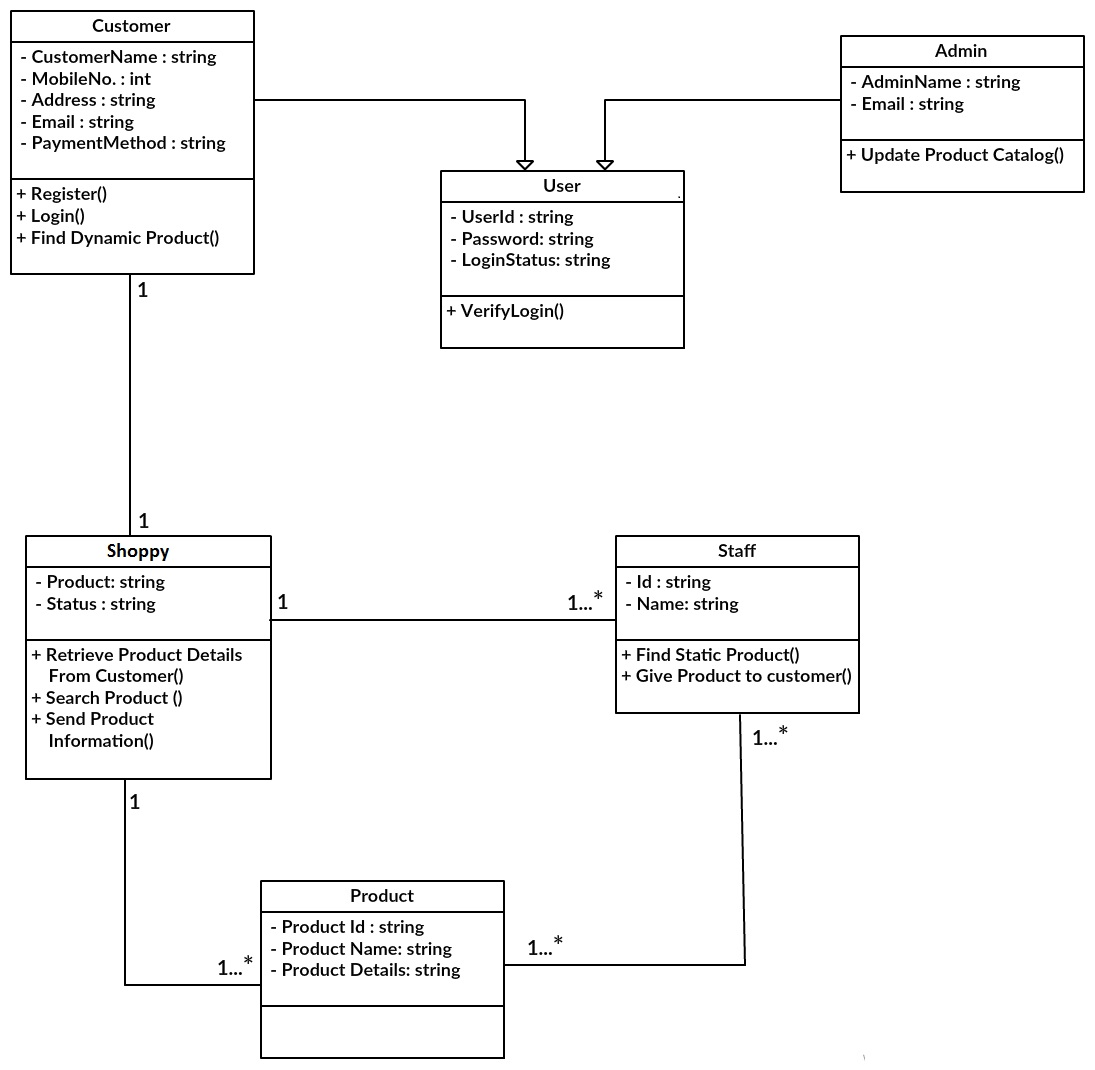 Customer
- CustomerName : string
- MobileNo. : int
- Address : string
- Email : string
- PaymentMethod : string
+ Register()
+ Login()
+ Find Dynamic Product()
Admin
- AdminName : string
- Email : string
+ Update Product Catalog()
User
- UserId : string
- Password: string
- LoginStatus: string
+ VerifyLogin()
1
1
Shoppy
- Product: string
- Status : string
+ Retrieve Product Details
From Customer()
+ Search Product ()
+ Send Product
Information()
1
1...*
Staff
- Id : string
- Name: string
+ Find Static Product()
+ Give Product to customer()
1...*
1
1...*
Product
- Product Id : string
- Product Name: string
- Product Details: string
1...*